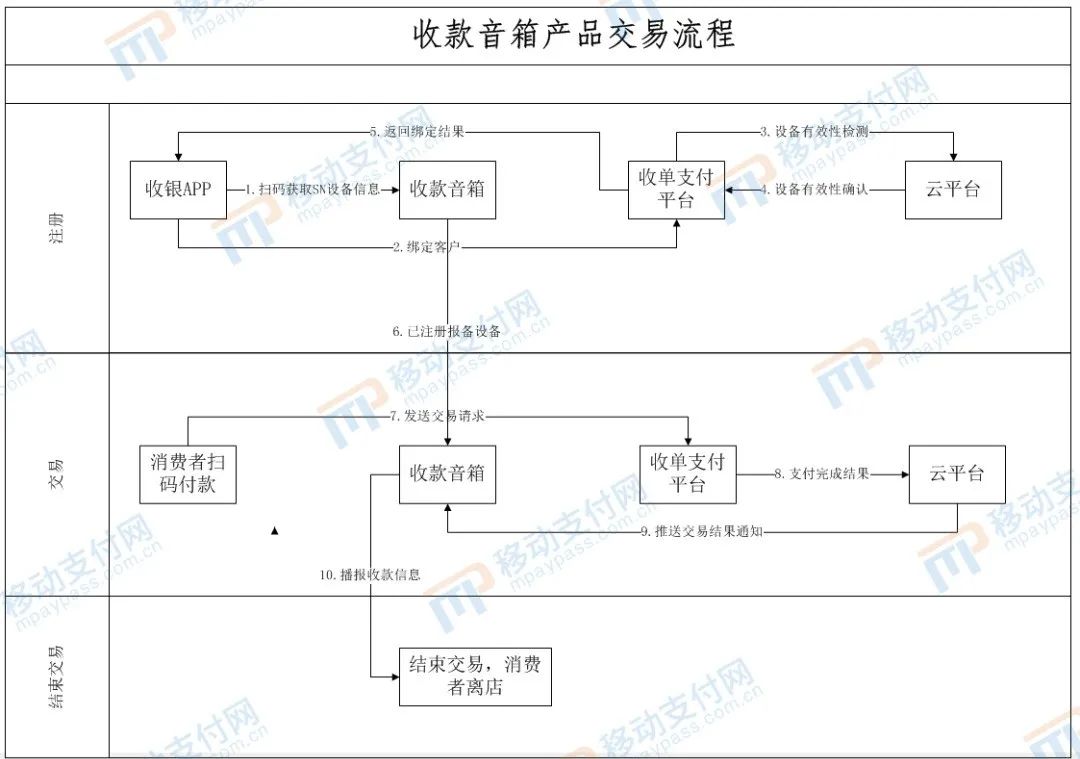 收款音箱产品交易流程
注册
5.返回绑定结果
3.设备有效性检测
收银APP
1.扫码获取SN设备信息
收款音箱
收单支付
平台
4.设备有效性确认
云平台
2.绑定客户
6.已注册报备设备
交易
7.发送交易请求
消费者扫
码付款
收款音箱
收单支付
平台
8.支付完成结果
云平台
9.推送交易结果通知
10.播报收款信息
结束交易
结束交易，消费
者离店
移动支付网
mpaypass.com.cn